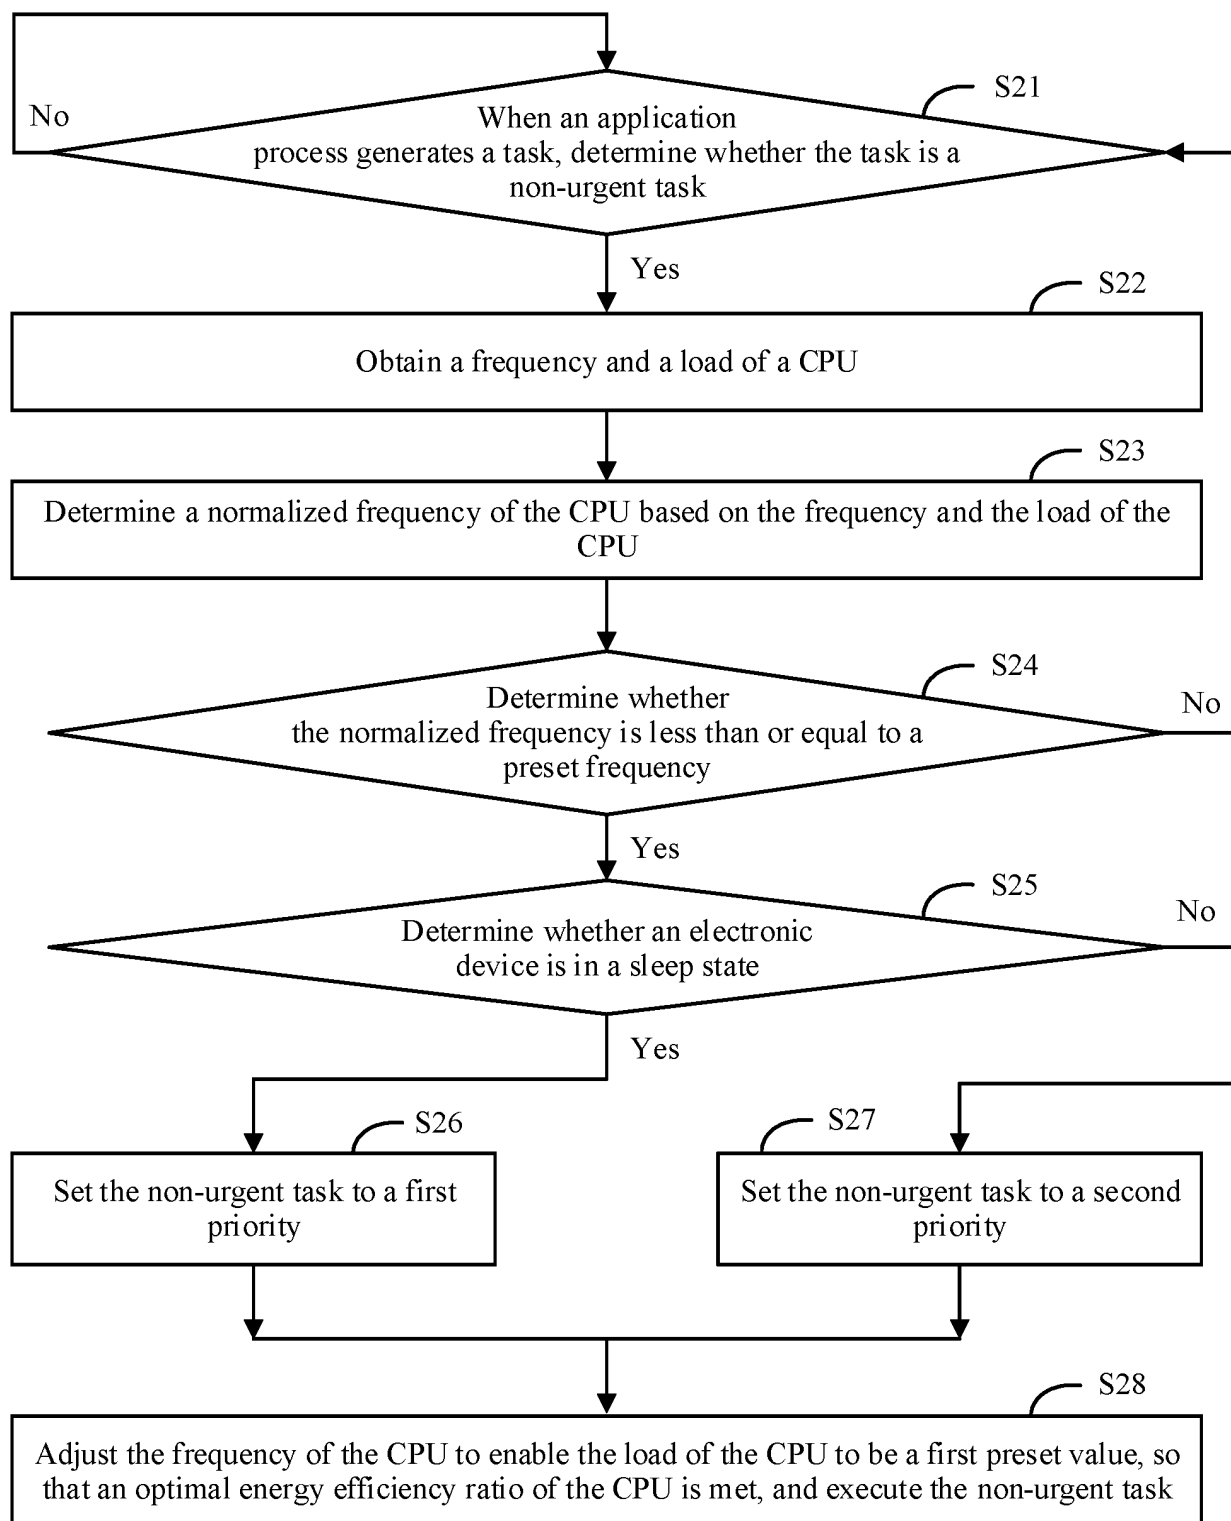 S21
No
When an application
process generates a task, determine whether the task is a
non-urgent task
Yes
S22
Obtain a frequency and a load of a CPU
S23
Determine a normalized frequency of the CPU based on the frequency and the load of the
CPU
S24
No
Determine whether
the normalized frequency is less than or equal to a
preset frequency
Yes
S25
No
Determine whether an electronic
device is in a sleep state
Yes
S26
S27
Set the non-urgent task to a first
priority
Set the non-urgent task to a second
priority
S28
Adjust the frequency of the CPU to enable the load of the CPU to be a first preset value, so
that an optimal energy efficiency ratio of the CPU is met, and execute the non-urgent task